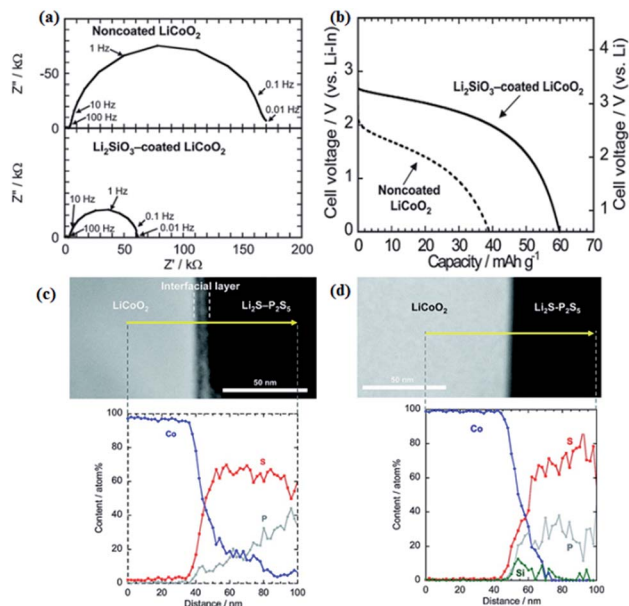 (a)
Noncoated LiCoO₂
-50
0
Z" / kΩ
1 Hz
10 Hz
100 Hz
0.1 Hz
0.01 Hz
Li₂SiO₃–coated LiCoO₂
-50
0
Z" / kΩ
10 Hz
1 Hz
100 Hz
0.1 Hz
0.01 Hz
0 50 100 150 200
Z' / kΩ
(b)
Cell voltage / V (vs. Li-In)
3
2
1
0
Li₂SiO₃–coated LiCoO₂
Noncoated
LiCoO₂
4
3
2
1
Cell voltage / V (vs. Li)
0 10 20 30 40 50 60 70
Capacity / mAh g⁻¹
(c)
Interfacial layer
LiCoO₂
Li₂S–P₂S₅
50 nm
Content / atom%
100
80
60
40
20
0
Co
S
P
0 20 40 60 80 100
Distance / nm
(d)
LiCoO₂
Li₂S-P₂S₅
50 nm
Content / atom%
100
80
60
40
20
0
S
P
Si
0 20 40 60 80 100
Distance / nm
Co